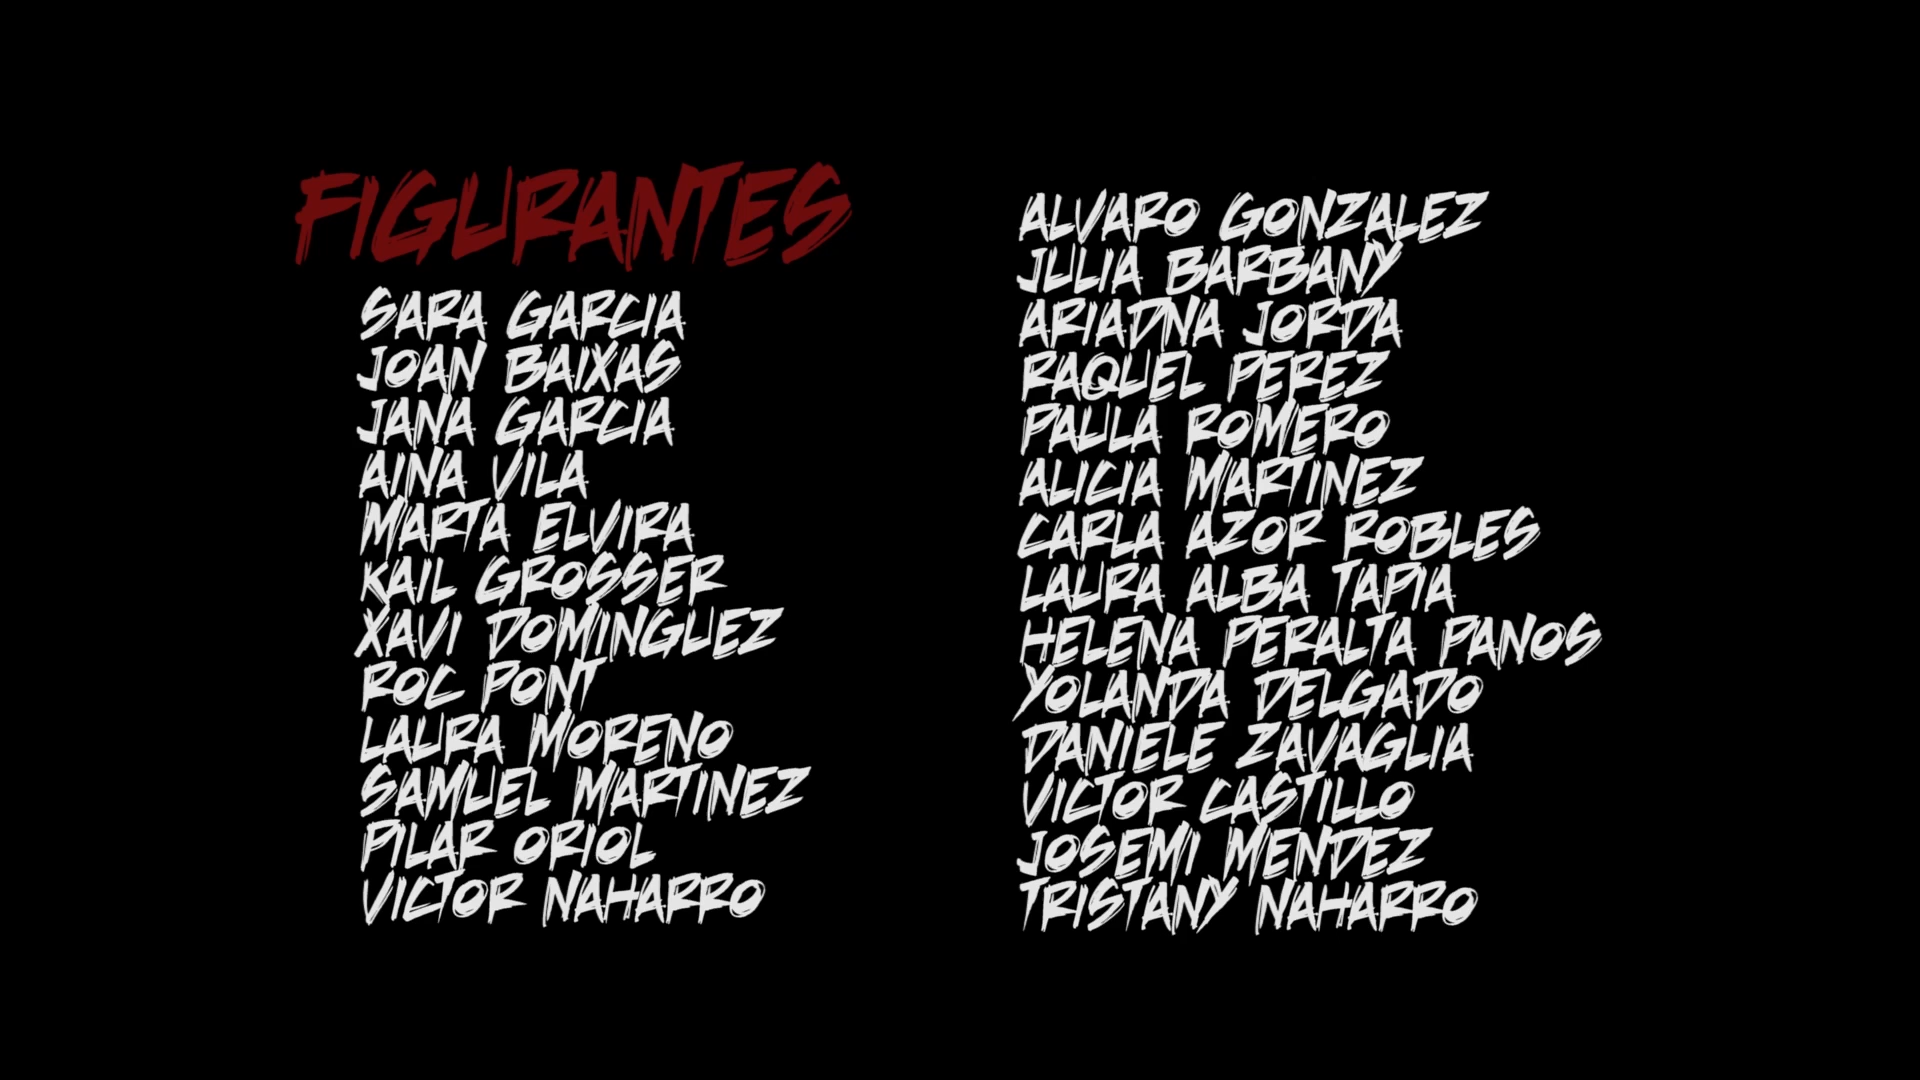 FIGURANTES
SARA GARCIA
JOAN BAIXAS
JANA GARCIA
AINA VILA
MARTA ELVIRA
KAIL GROSSER
XAVI DOMINGUEZ
ROC PONT
LAURA MORENO
SAMUEL MARTINEZ
PILAR ORIOL
VICTOR NAHARRO
ALVARO GONZALEZ
JULIA BARBANY
ARIADNA JORDA
RAQUEL PEREZ
PAULA ROMERO
ALICIA MARTINEZ
CARLA AZOR ROBLES
LAURA ALBA TAPIA
HELENA PERALTA PANOS
YOLANDA DELGADO
DANIELE ZAVAGLIA
VICTOR CASTILLO
JOSEMI MENDEZ
TRISTANY NAHARRO